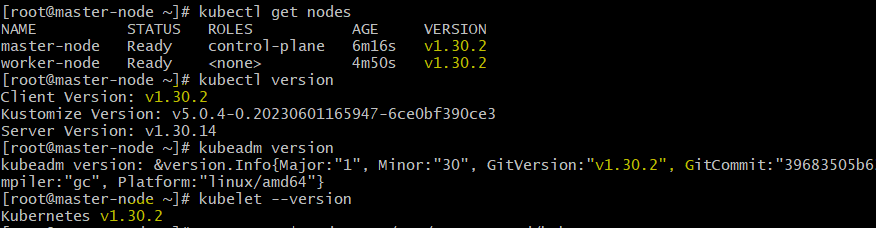 [root@master-node ~]# kubectl get nodes
NAME STATUS ROLES AGE VERSION
master-node Ready control-plane 6m16s v1.30.2
worker-node Ready <none> 4m50s v1.30.2
[root@master-node ~]# kubectl version
Client Version: v1.30.2
Kustomize Version: v5.0.4-0.20230601165947-6ce0bf390ce3
Server Version: v1.30.14
[root@master-node ~]# kubeadm version
kubeadm version: &version.Info{Major:"1", Minor:"30", GitVersion:"v1.30.2", GitCommit:"39683505b6
mpiler:"gc", Platform:"linux/amd64"}
[root@master-node ~]# kubelet --version
Kubernetes v1.30.2